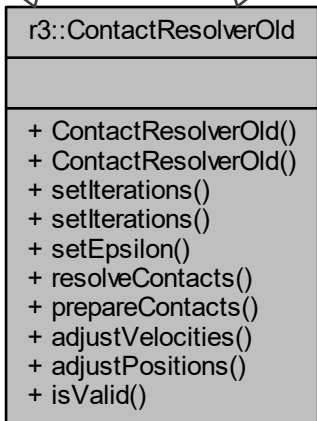 r3::ContactResolverOld
+ ContactResolverOld()
+ ContactResolverOld()
+ setIterations()
+ setIterations()
+ setEpsilon()
+ resolveContacts()
+ prepareContacts()
+ adjustVelocities()
+ adjustPositions()
+ isValid()